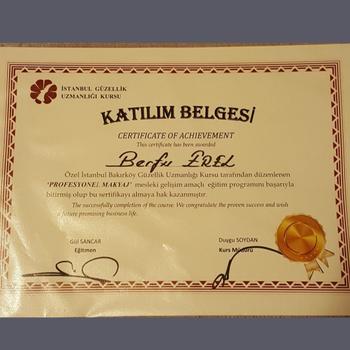 İSTANBUL GÜZELLİK
UZMANLIĞI KURSU
KATILIM BELGESİ
CERTIFICATE OF ACHIEVEMENT
This certificate has been awarded
Berfu EDEL
Özel İstanbul Bakırköy Güzellik Uzmanlığı Kursu tarafından düzenlenen
"PROFESYONEL MAKYAJ" mesleki gelişim amaçlı eğitim programını başarıyla
bitirmiş olup bu sertifikayı almaya hak kazanmıştır.
The successfully completion of the course. We congratulate the proven success and wish
a future promising business life.
Gül SANCAR
Eğitmen
Duygu SOYDAN
Kurs Müdürü